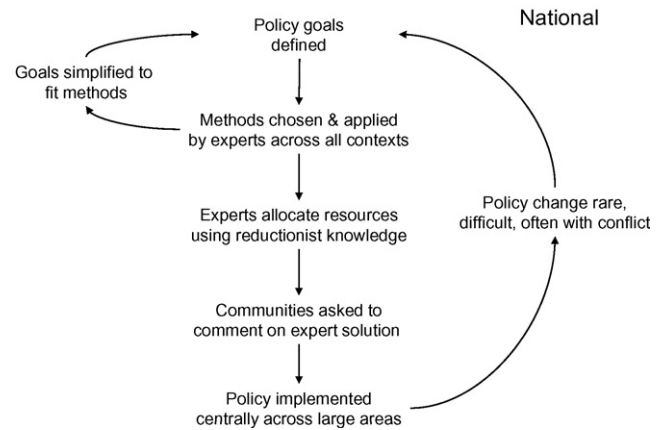 National
Policy goals
defined
Goals simplified to
fit methods
Methods chosen & applied
by experts across all contexts
Experts allocate resources
using reductionist knowledge
Policy change rare,
difficult, often with conflict
Communities asked to
comment on expert solution
Policy implemented
centrally across large areas